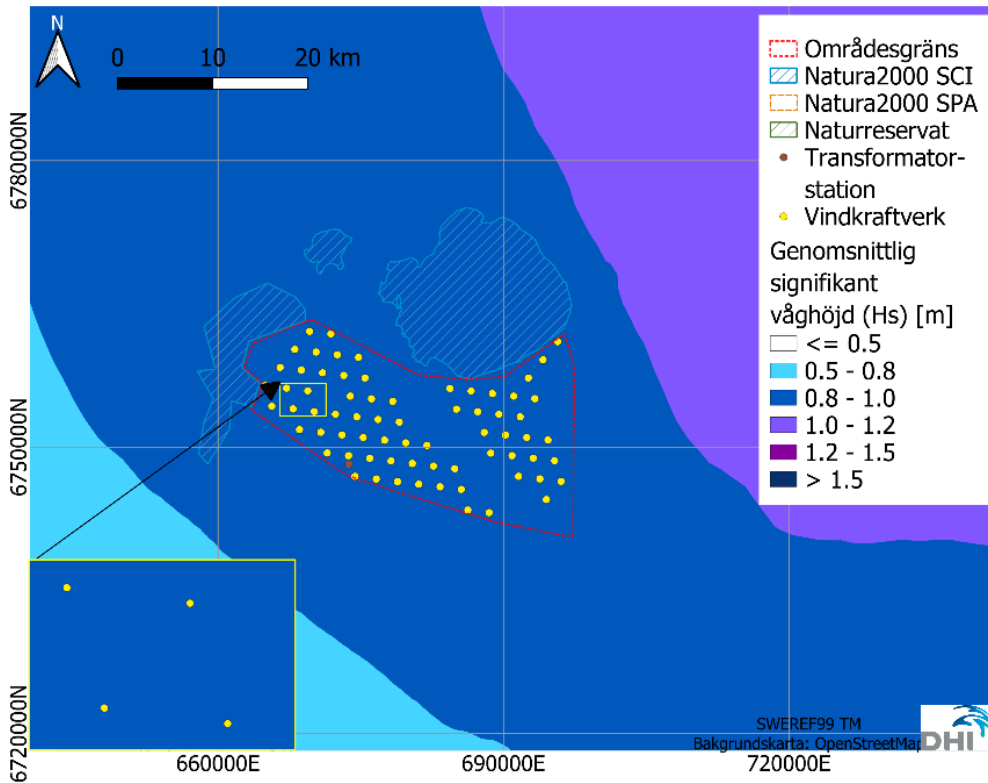 N
0 10 20 km
Områdesgräns
Natura2000 SCI
Natura2000 SPA
Naturreservat
Transformator-
station
Vindkraftverk
Genomsnittlig
signifikant
våghöjd (Hs) [m]
<= 0.5
0.5 - 0.8
0.8 - 1.0
1.0 - 1.2
1.2 - 1.5
> 1.5
6780000N
6750000N
6720000N
660000E
690000E
720000E
SWEREF99 TM
Bakgrundskarta: OpenStreetMap
DHI